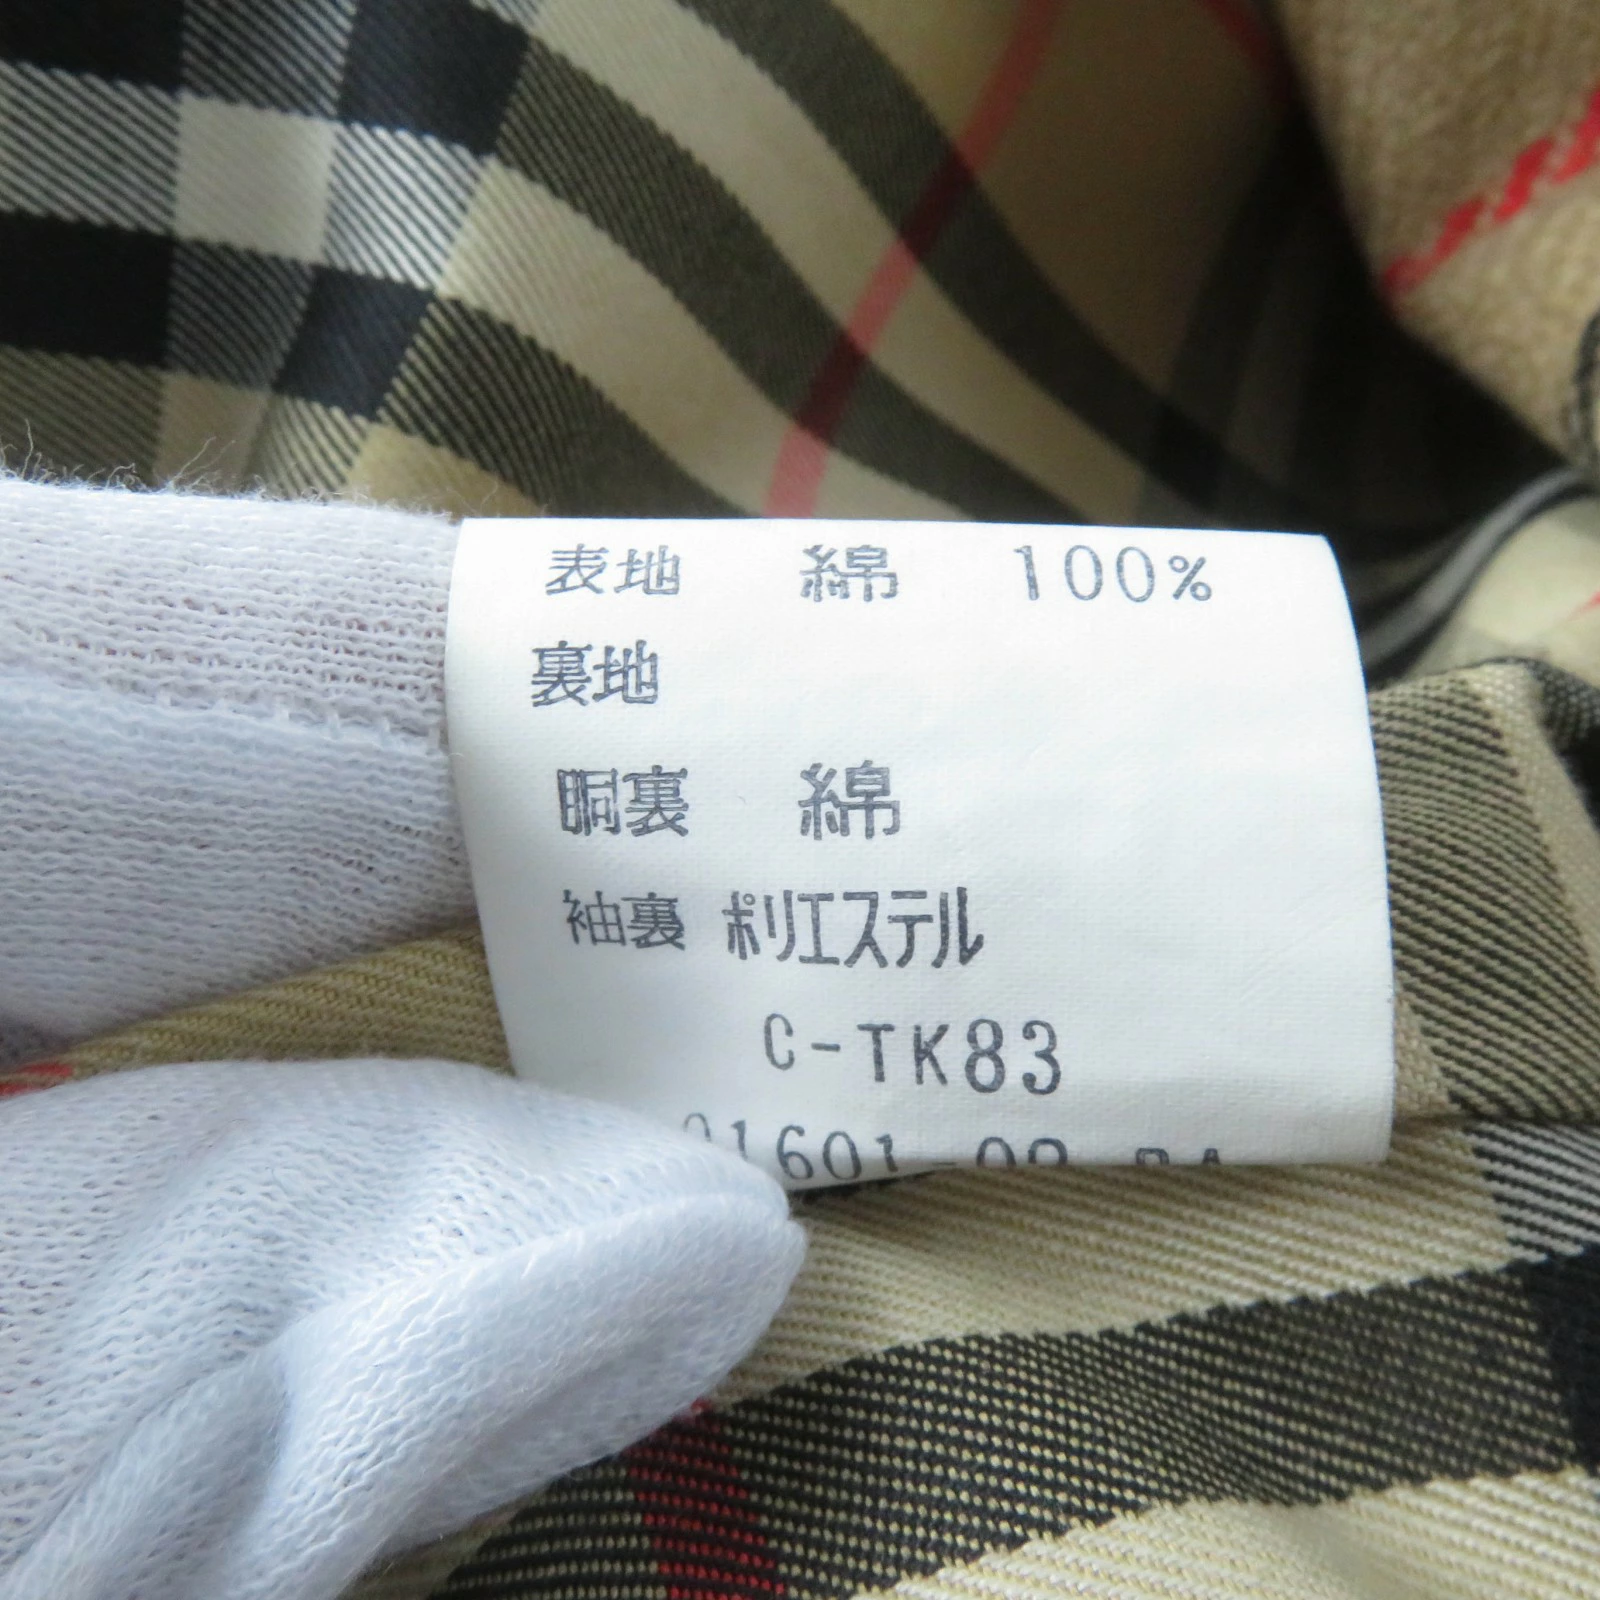 表地 綿 100%
裏地
胴裏 綿
袖裏 ポリエステル
C-TK83